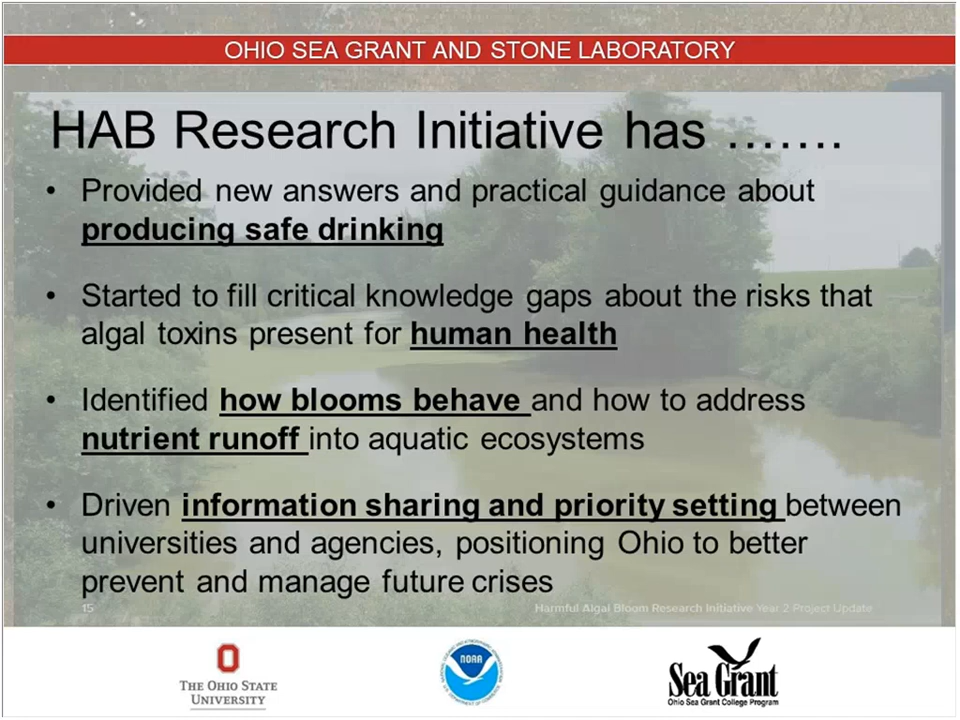 OHIO SEA GRANT AND STONE LABORATORY
HAB Research Initiative has …….
• Provided new answers and practical guidance about
producing safe drinking
• Started to fill critical knowledge gaps about the risks that
algal toxins present for human health
• Identified how blooms behave and how to address
nutrient runoff into aquatic ecosystems
• Driven information sharing and priority setting between
universities and agencies, positioning Ohio to better
prevent and manage future crises
15
Harmful Algal Bloom Research Initiative Year 2 Project Update
THE OHIO STATE
UNIVERSITY
NOAA
Sea Grant
Ohio Sea Grant College Program